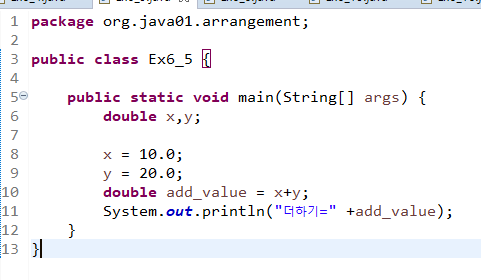 1 package org.java01.arrangement;
2
3 public class Ex6_5 {
4
5 public static void main(String[] args) {
6 double x,y;
7
8 x = 10.0;
9 y = 20.0;
10 double add_value = x+y;
11 System.out.println("더하기=" +add_value);
12 }
13 }